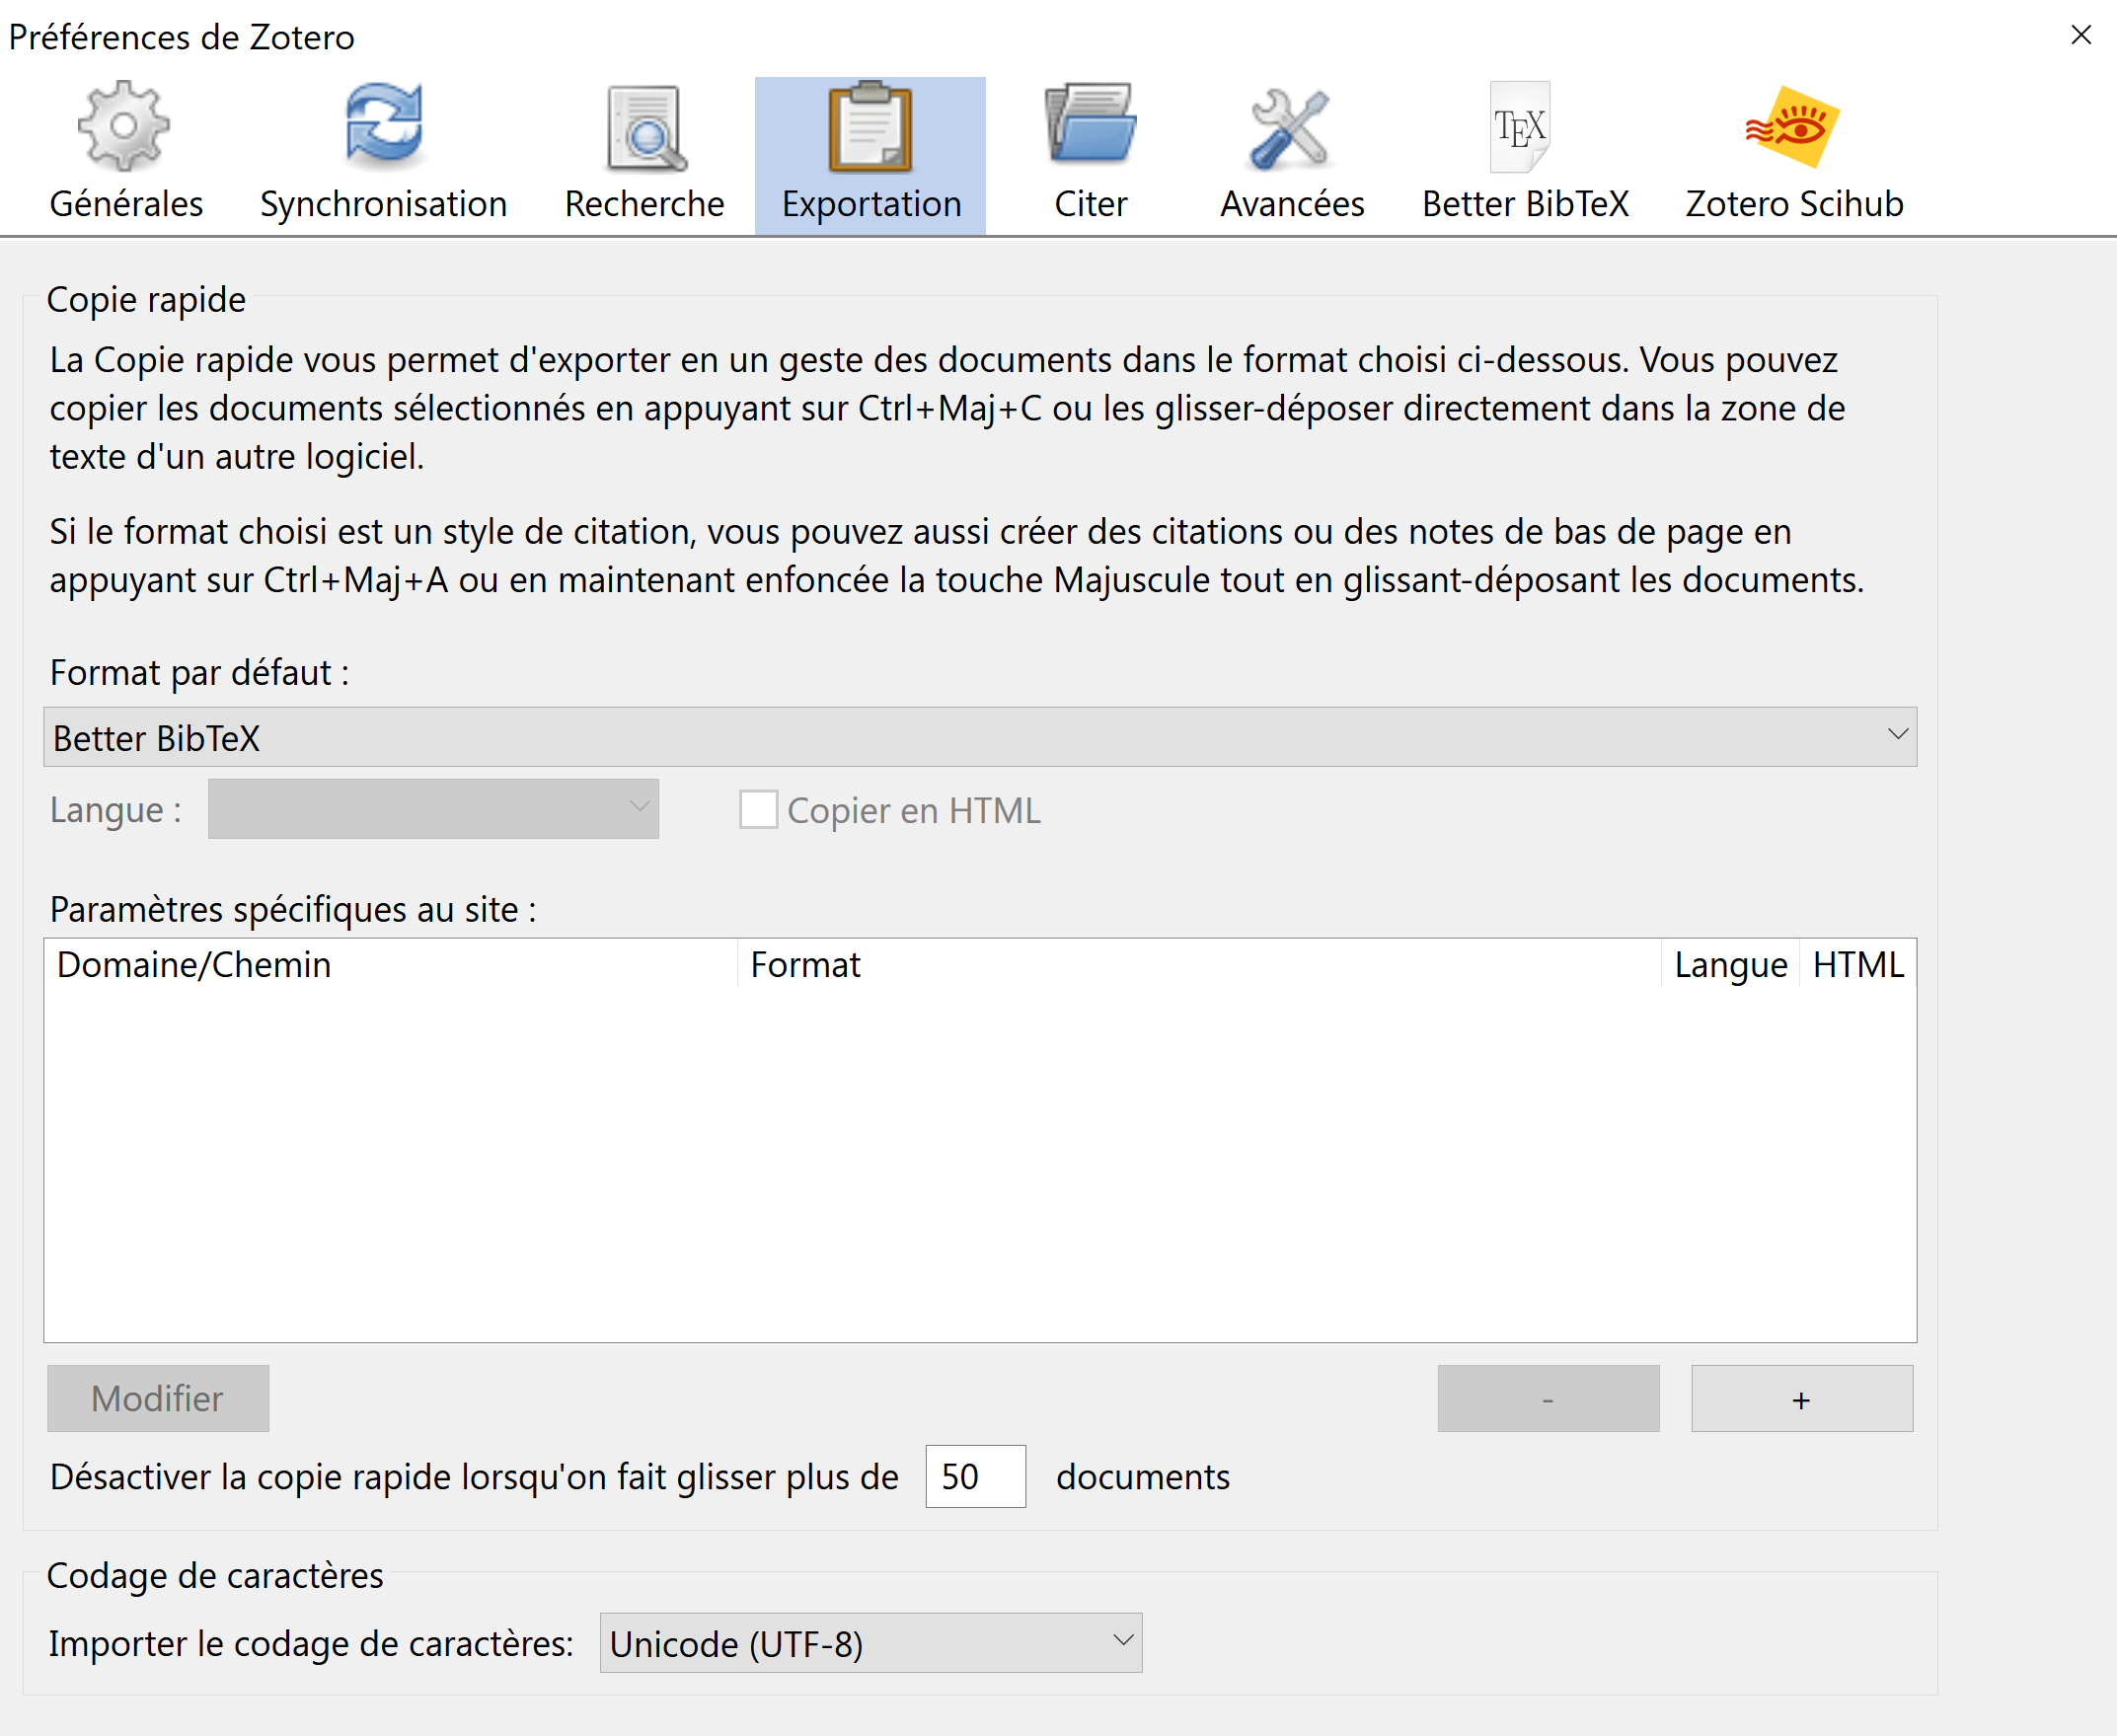 Préférences de Zotero
Générales
Synchronisation
Recherche
Exportation
Citer
Avancées
TEX
Better BibTeX
Zotero Scihub
Copie rapide
La Copie rapide vous permet d'exporter en un geste des documents dans le format choisi ci-dessous. Vous pouvez
copier les documents sélectionnés en appuyant sur Ctrl+Maj+C ou les glisser-déposer directement dans la zone de
texte d'un autre logiciel.
Si le format choisi est un style de citation, vous pouvez aussi créer des citations ou des notes de bas de page en
appuyant sur Ctrl+Maj+A ou en maintenant enfoncée la touche Majuscule tout en glissant-déposant les documents.
Format par défaut :
Better BibTeX
Langue :
Copier en HTML
Paramètres spécifiques au site :
Domaine/Chemin Format Langue HTML
Modifier - +
Désactiver la copie rapide lorsqu'on fait glisser plus de 50 documents
Codage de caractères
Importer le codage de caractères: Unicode (UTF-8)